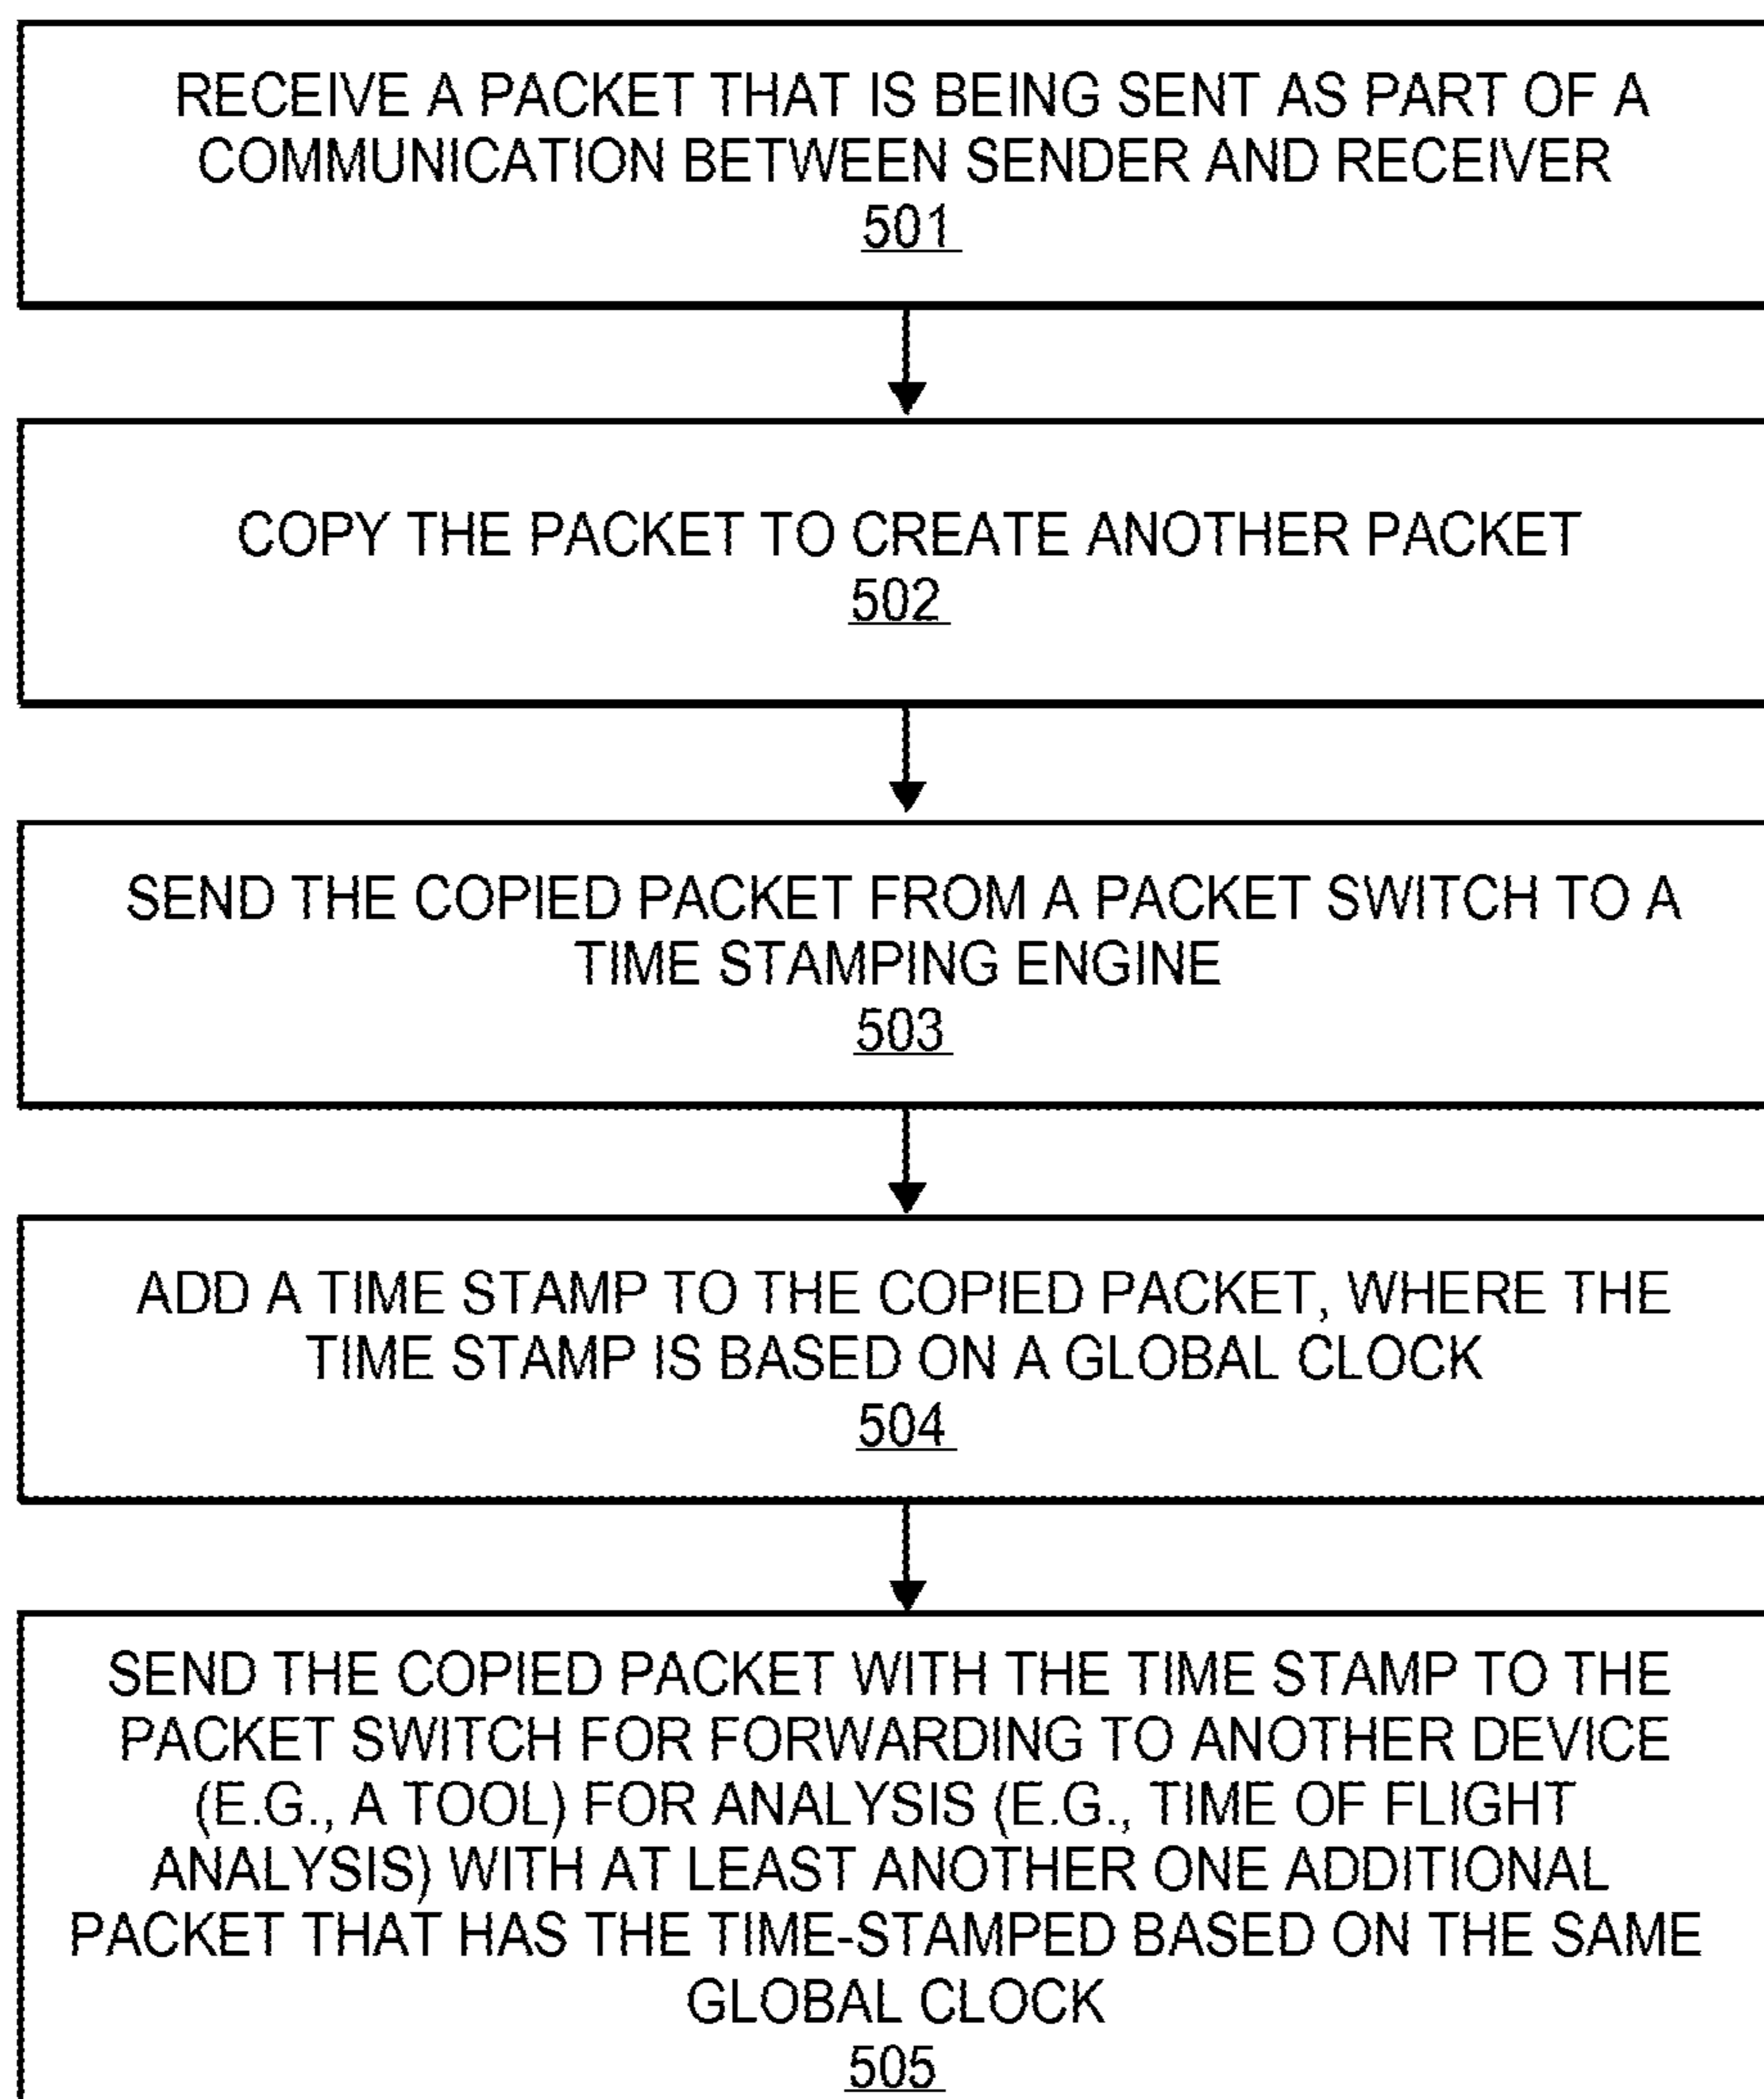 RECEIVE A PACKET THAT IS BEING SENT AS PART OF A
COMMUNICATION BETWEEN SENDER AND RECEIVER
501
COPY THE PACKET TO CREATE ANOTHER PACKET
502
SEND THE COPIED PACKET FROM A PACKET SWITCH TO A
TIME STAMPING ENGINE
503
ADD A TIME STAMP TO THE COPIED PACKET, WHERE THE
TIME STAMP IS BASED ON A GLOBAL CLOCK
504
SEND THE COPIED PACKET WITH THE TIME STAMP TO THE
PACKET SWITCH FOR FORWARDING TO ANOTHER DEVICE
(E.G., A TOOL) FOR ANALYSIS (E.G., TIME OF FLIGHT
ANALYSIS) WITH AT LEAST ANOTHER ONE ADDITIONAL
PACKET THAT HAS THE TIME-STAMPED BASED ON THE SAME
GLOBAL CLOCK
505